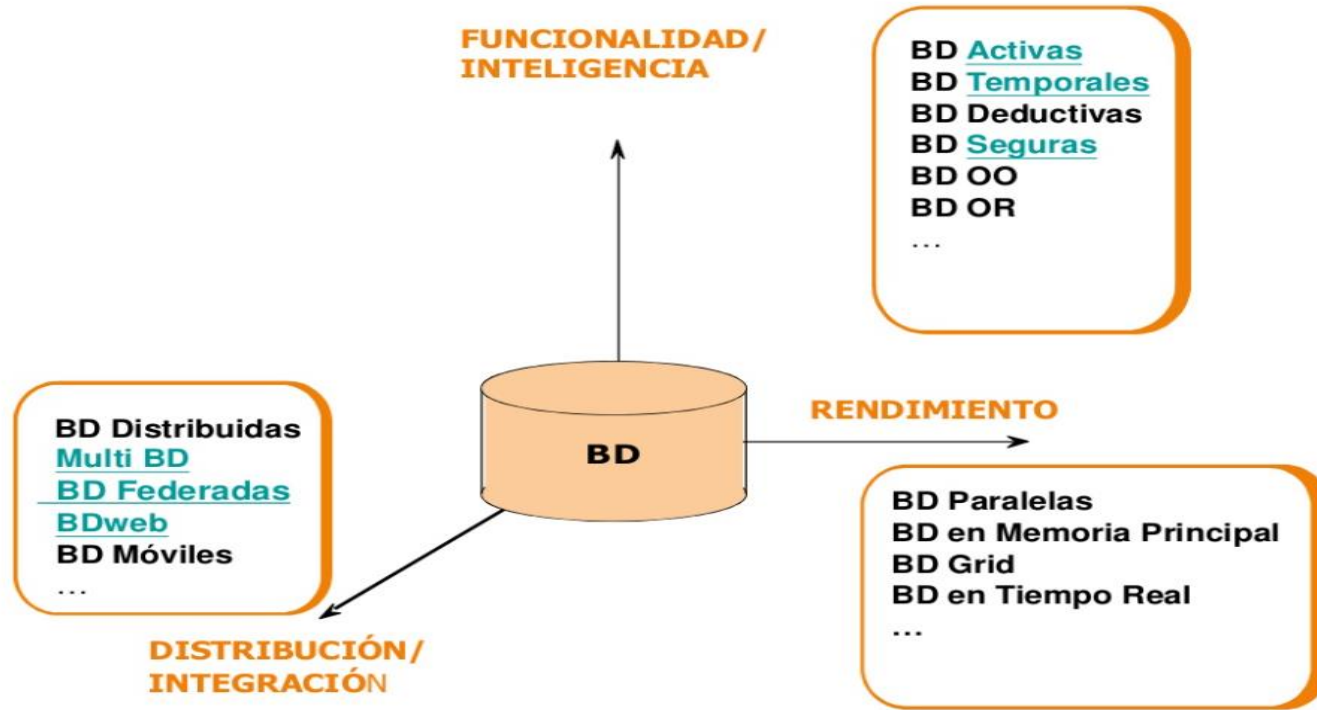 FUNCIONALIDAD/
INTELIGENCIA
BD Activas
BD Temporales
BD Deductivas
BD Seguras
BD OO
BD OR
...
BD
RENDIMIENTO
BD Paralelas
BD en Memoria Principal
BD Grid
BD en Tiempo Real
...
BD Distribuidas
Multi BD
BD Federadas
BDweb
BD Móviles
...
DISTRIBUCIÓN/
INTEGRACIÓN